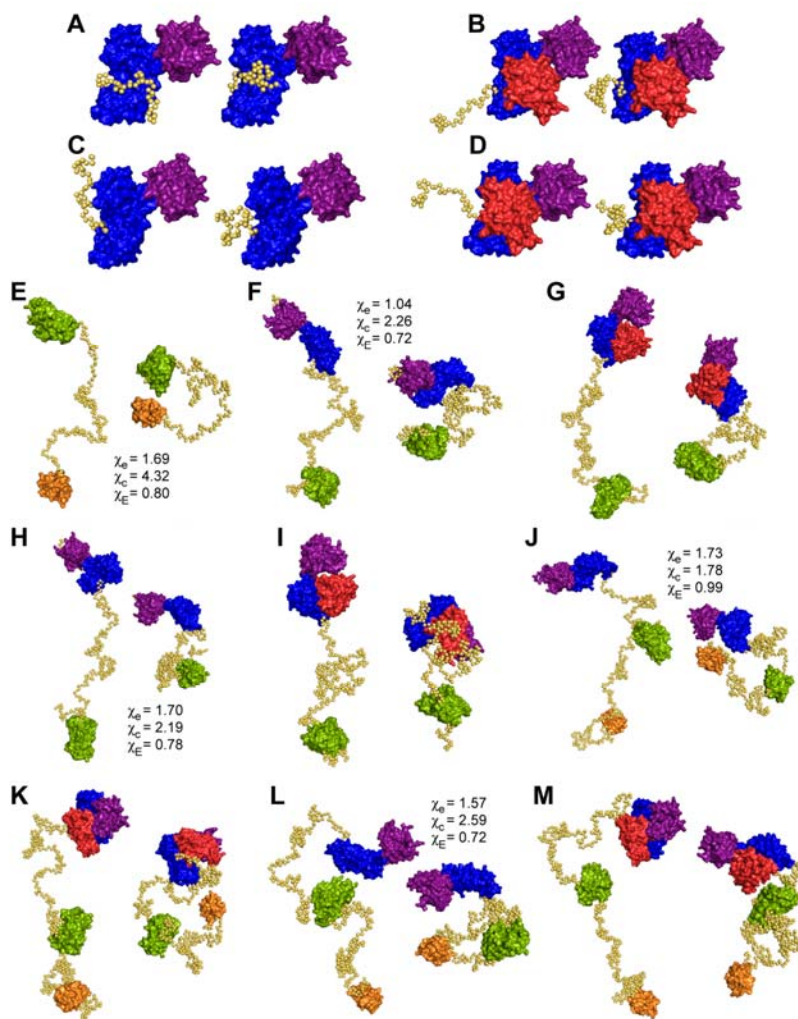 A
B
C
D
E
χe = 1.69
χc = 4.32
χE = 0.80
F
χe = 1.04
χc = 2.26
χE = 0.72
G
H
χe = 1.70
χc = 2.19
χE = 0.78
I
J
χe = 1.73
χc = 1.78
χE = 0.99
K
L
χe = 1.57
χc = 2.59
χE = 0.72
M